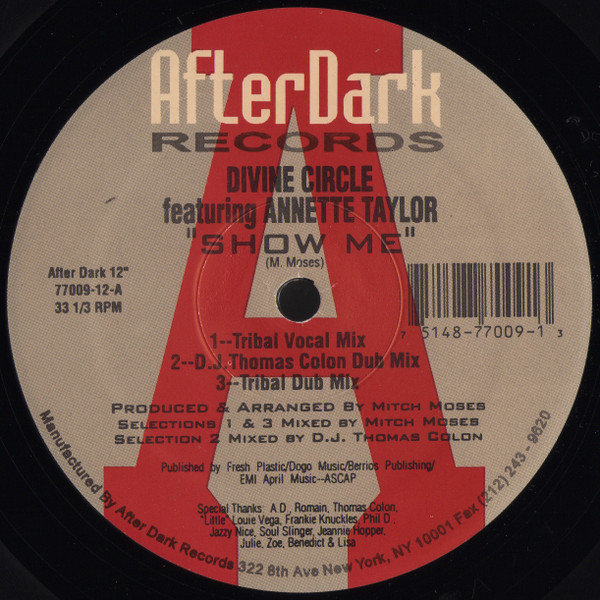 AfterDark
RECORDS
DIVINE CIRCLE
featuring ANNETTE TAYLOR
"SHOW ME"
(M. Moses)
After Dark 12"
77009-12-A
33 1/3 RPM
7 5148-77009-1 3
1--Tribal Vocal Mix
2--D.J.Thomas Colon Dub Mix
3--Tribal Dub Mix
PRODUCED & ARRANGED BY MITCH MOSES
SELECTIONS 1 & 3 MIXED BY MITCH MOSES
SELECTION 2 MIXED BY D.J. THOMAS COLON
Published by Fresh Plastic/Dogo Music/Berrios Publishing/
EMI April Music--ASCAP
Special Thanks: A.D., Romain, Thomas Colon,
"Little" Louie Vega, Frankie Knuckles, Phil D.,
Jazzy Nice, Soul Slinger, Jeannie Hopper,
Julie, Zoe, Benedict & Lisa
Manufactured By After Dark Records 322 8th Ave New York, NY 10001 Fax (212) 243 - 9620